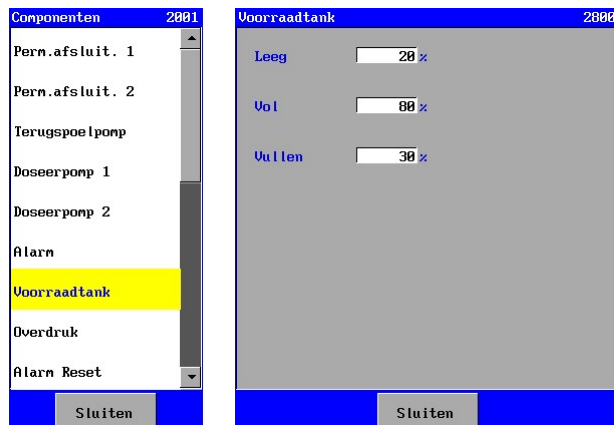 Componenten 2001
Perm.afsluit. 1
Perm.afsluit. 2
Terugspoelpomp
Doseerpomp 1
Doseerpomp 2
Alarm
Voorraadtank
Overdruk
Alarm Reset
Sluiten
Voorraadtank 2800
Leeg 20 %
Vol 80 %
Vullen 30 %
Sluiten